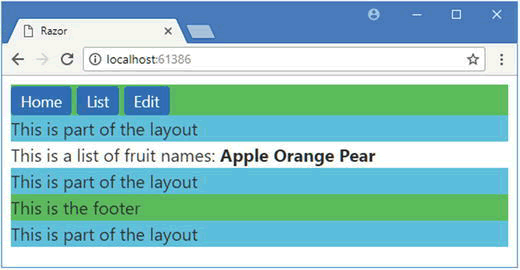 Razor
localhost:61386
Home List Edit
This is part of the layout
This is a list of fruit names: Apple Orange Pear
This is part of the layout
This is the footer
This is part of the layout